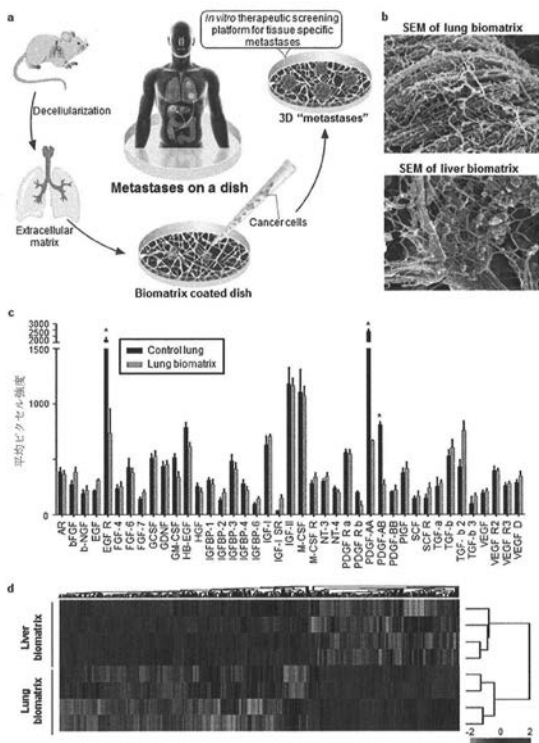 a
In vitro therapeutic screening
platform for tissue specific
metastases
Decellularization
Extracellular
matrix
Metastases on a dish
3D "metastases"
Cancer cells
Biomatrix coated dish
b
SEM of lung biomatrix
SEM of liver biomatrix
c
平均ピクセル強度
3000
2500
2000
1500
1000
*
*
*
Control lung
Lung biomatrix
AR
bFGF
b-NGF
EGF
EGF R
FGF-4
FGF-6
FGF-7
GCSF
GDNF
GM-CSF
HB-EGF
HGF
IGFBP-1
IGFBP-2
IGFBP-3
IGFBP-4
IGFBP-6
IGF-I
IGF-I SR
IGF-II
M-CSF
M-CSF R
NT-3
NT-4
PDGF R a
PDGF R b
PDGF-AA
PDGF-AB
PDGF-BB
PlGF
SCF
SCF R
TGF-a
TGF-b
TGF- b 2
TGF-b 3
VEGF
VEGF R2
VEGF R3
VEGF D
d
Liver
biomatrix
Lung
biomatrix
-2 0 2